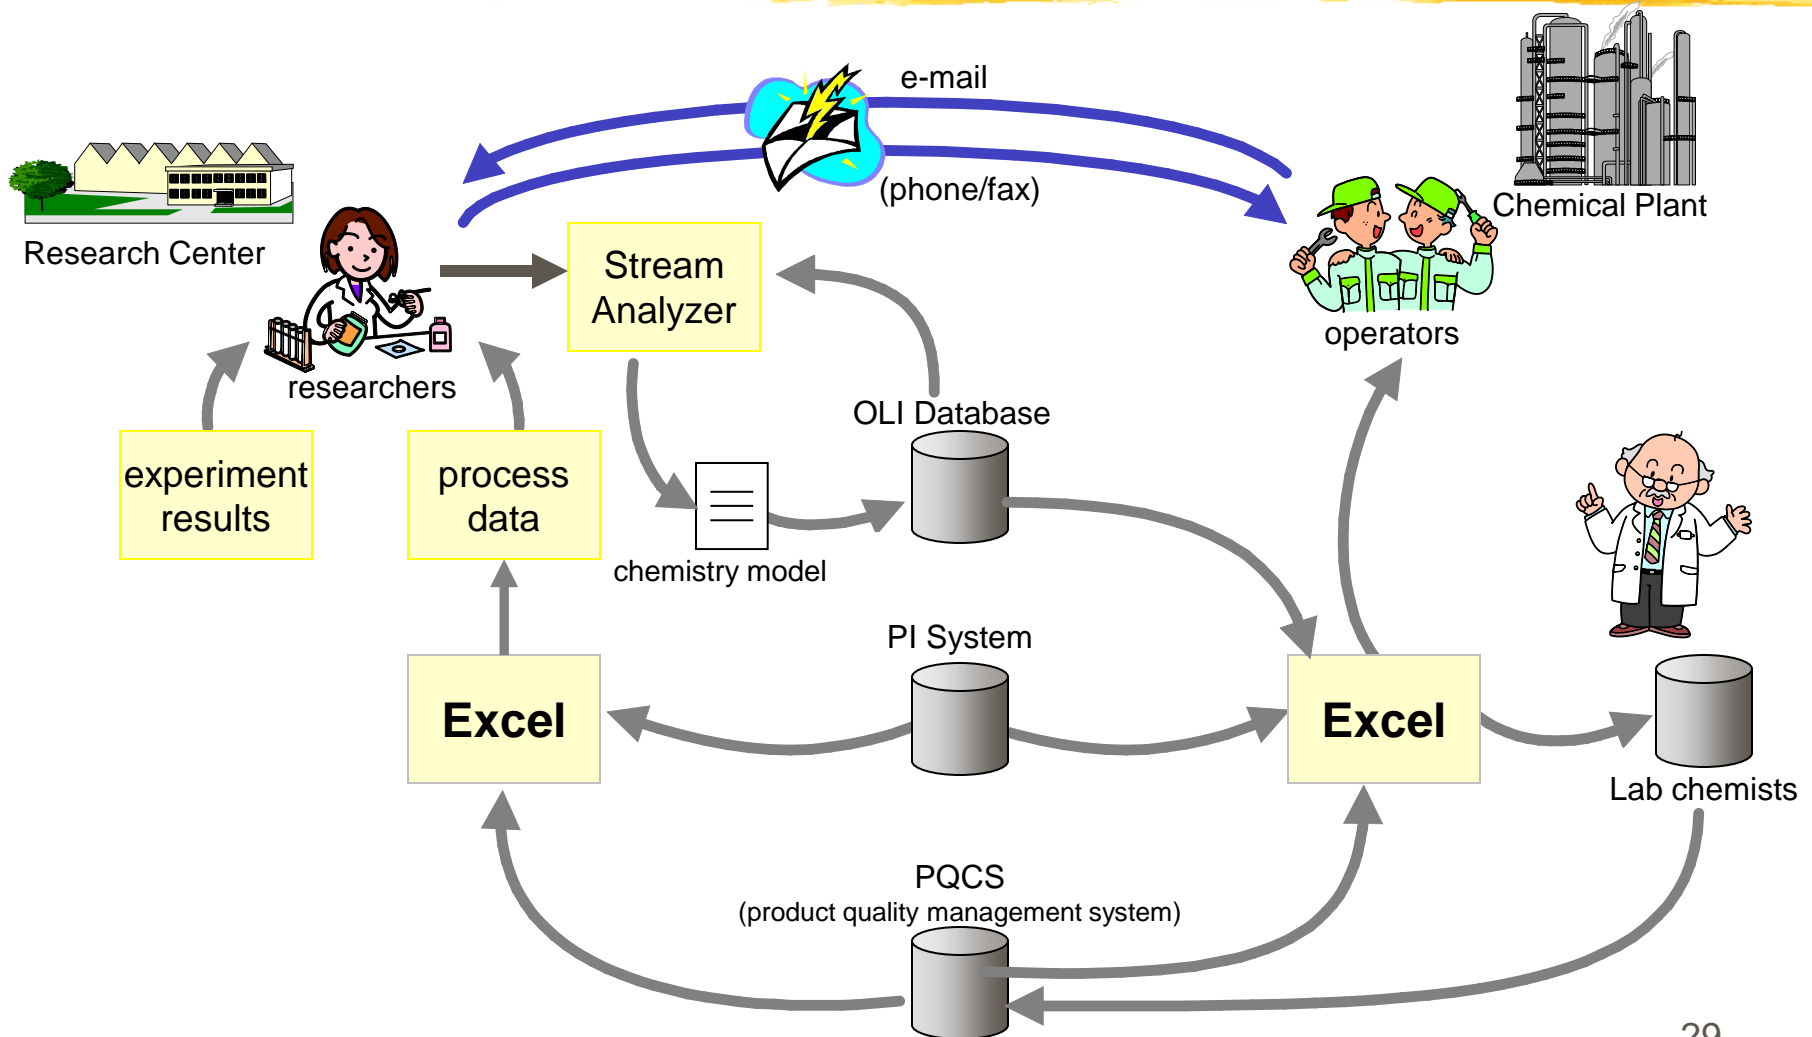 e-mail
(phone/fax)
Chemical Plant
Research Center
Stream
Analyzer
operators
researchers
OLI Database
experiment
results
process
data
chemistry model
PI System
Excel
Excel
Lab chemists
PQCS
(product quality management system)
29